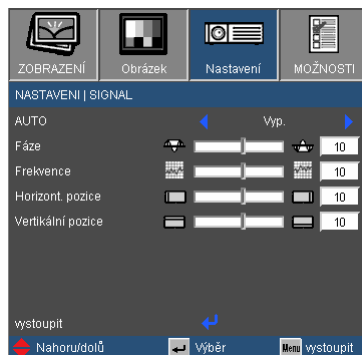 ZOBRAZENÍ Obrázek Nastavení MOŽNOSTI
NASTAVENI | SIGNAL
AUTO Vyp.
Fáze 10
Frekvence 10
Horizont. pozice 10
Vertikální pozice 10
vystoupit
Nahoru/dolů Výběr Menu vystoupit